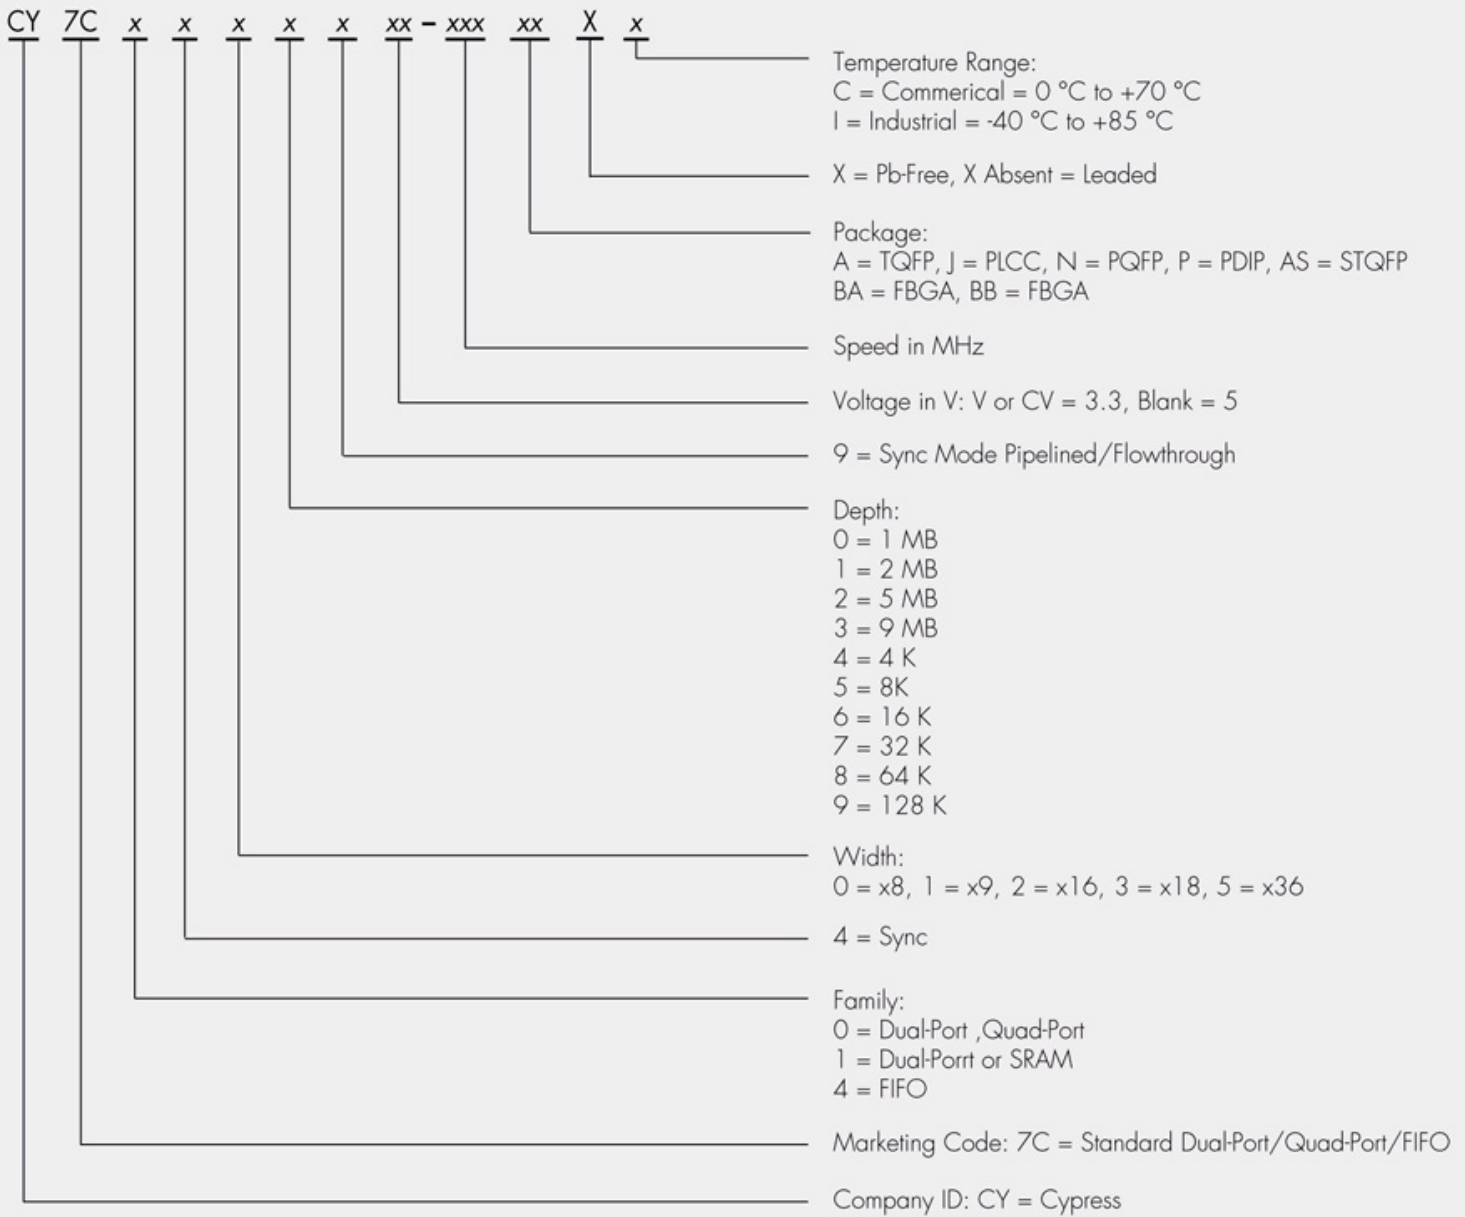 CY 7C x x x x x xx - xxx xx X x
Temperature Range:
C = Commerical = 0 °C to +70 °C
I = Industrial = -40 °C to +85 °C
X = Pb-Free, X Absent = Leaded
Package:
A = TQFP, J = PLCC, N = PQFP, P = PDIP, AS = STQFP
BA = FBGA, BB = FBGA
Speed in MHz
Voltage in V: V or CV = 3.3, Blank = 5
9 = Sync Mode Pipelined/Flowthrough
Depth:
0 = 1 MB
1 = 2 MB
2 = 5 MB
3 = 9 MB
4 = 4 K
5 = 8K
6 = 16 K
7 = 32 K
8 = 64 K
9 = 128 K
Width:
0 = x8, 1 = x9, 2 = x16, 3 = x18, 5 = x36
4 = Sync
Family:
0 = Dual-Port ,Quad-Port
1 = Dual-Porrt or SRAM
4 = FIFO
Marketing Code: 7C = Standard Dual-Port/Quad-Port/FIFO
Company ID: CY = Cypress